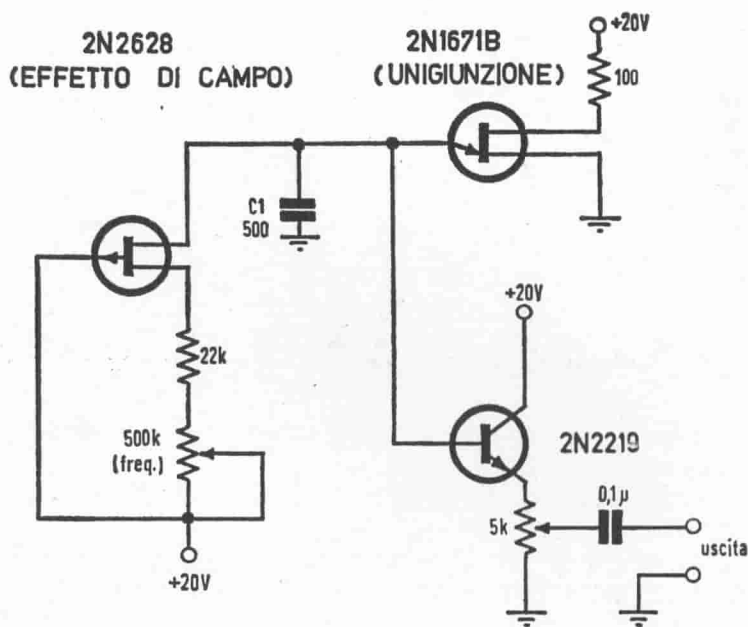 2N2628
(EFFETTO DI CAMPO)
2N1671B
(UNIGIUNZIONE)
+20V
100
C1
500
22k
500k
(freq.)
+20V
+20V
2N2219
5k
0,1µ
uscita